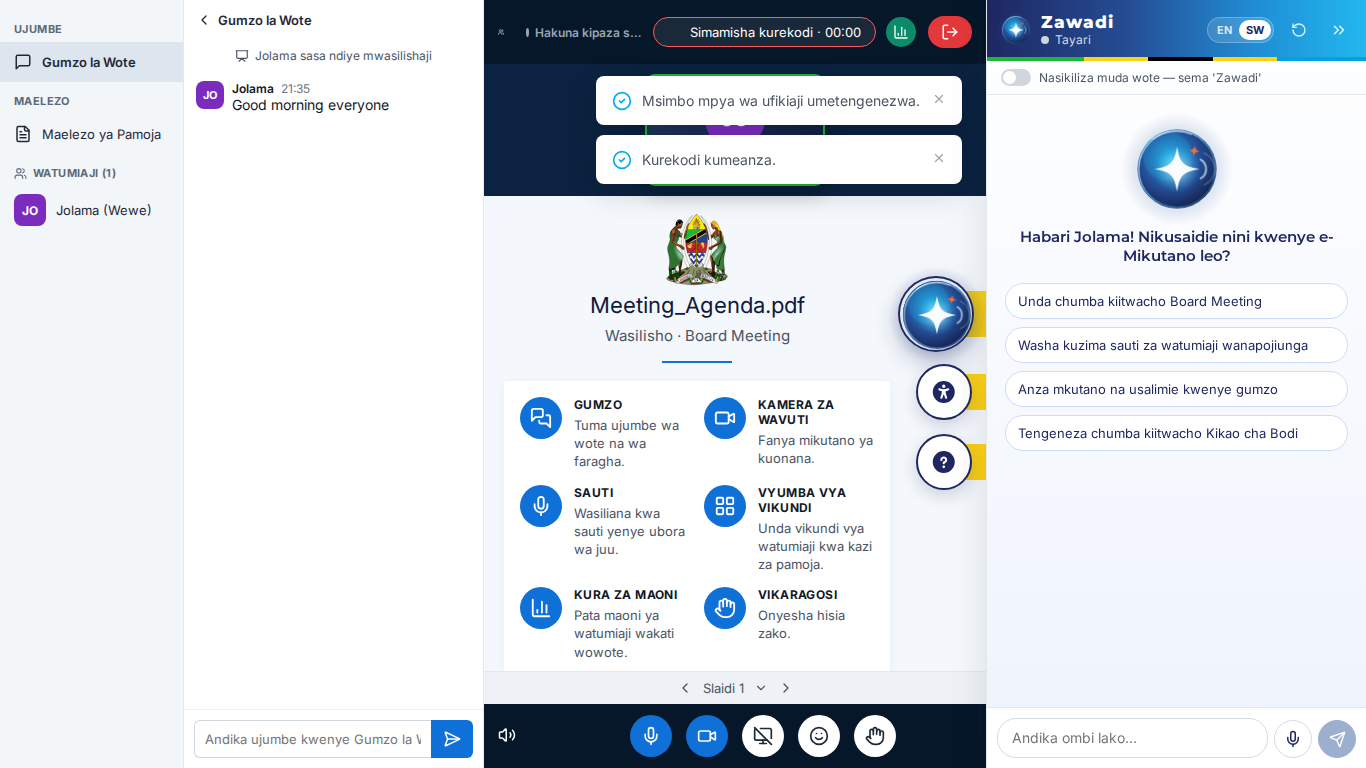 UJUMBE
Gumzo la Wote
MAELEZO
Maelezo ya Pamoja
WATUMIAJI (1)
JO
Jolama (Wewe)
Gumzo la Wote
Jolama sasa ndiye mwasilishaji
JO
Jolama 21:35
Good morning everyone
Andika ujumbe kwenye Gumzo la W
Hakuna kipaza s...
Simamisha kurekodi · 00:00
Msimbo mpya wa ufikiaji umetengenezwa.
Kurekodi kumeanza.
Meeting_Agenda.pdf
Wasilisho · Board Meeting
GUMZO
Tuma ujumbe wa
wote na wa
faragha.
KAMERA ZA
WAVUTI
Fanya mikutano ya
kuonana.
SAUTI
Wasiliana kwa
sauti yenye ubora
wa juu.
VYUMBA VYA
VIKUNDI
Unda vikundi vya
watumiaji kwa kazi
za pamoja.
KURA ZA MAONI
Pata maoni ya
watumiaji wakati
wowote.
VIKARAGOSI
Onyesha hisia
zako.
Slaidi 1
Zawadi
Tayari
EN SW
Nasikiliza muda wote — sema 'Zawadi'
Habari Jolama! Nikusaidie nini kwenye e-
Mikutano leo?
Unda chumba kiitwacho Board Meeting
Washa kuzima sauti za watumiaji wanapojiunga
Anza mkutano na usalimie kwenye gumzo
Tengeneza chumba kiitwacho Kikao cha Bodi
Andika ombi lako...